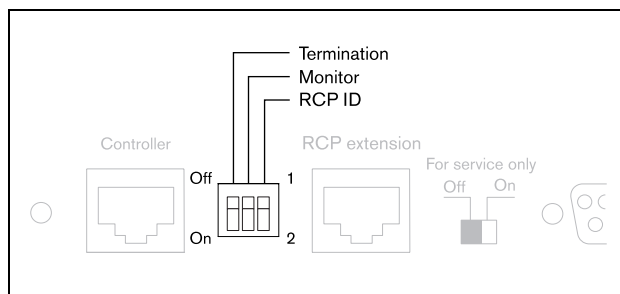 Termination
Monitor
RCP ID
Controller
RCP extension
For service only
Off On
Off 1
On 2